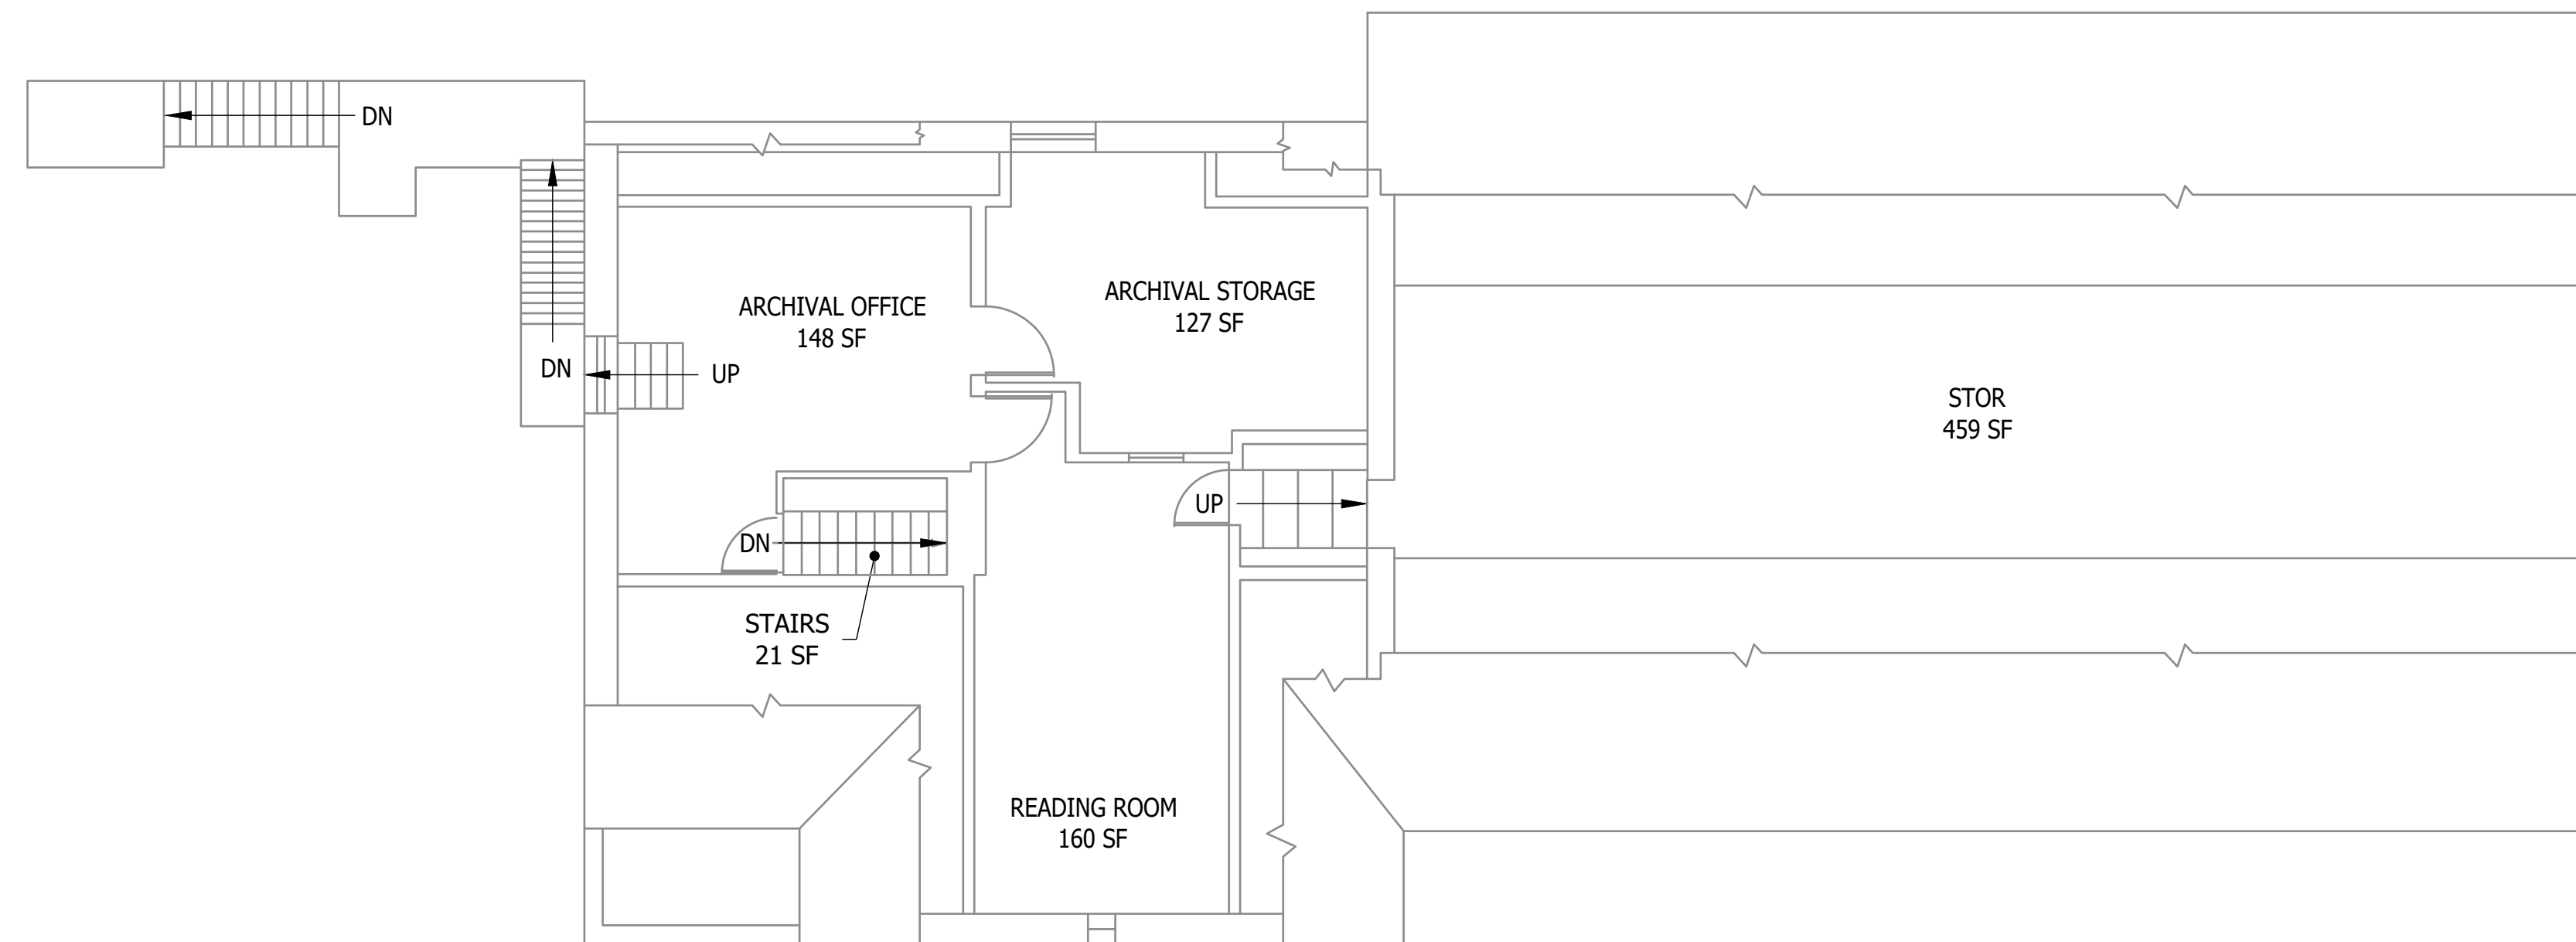 DN
ARCHIVAL OFFICE
148 SF
ARCHIVAL STORAGE
127 SF
DN
UP
STOR
459 SF
UP
DN
STAIRS
21 SF
READING ROOM
160 SF